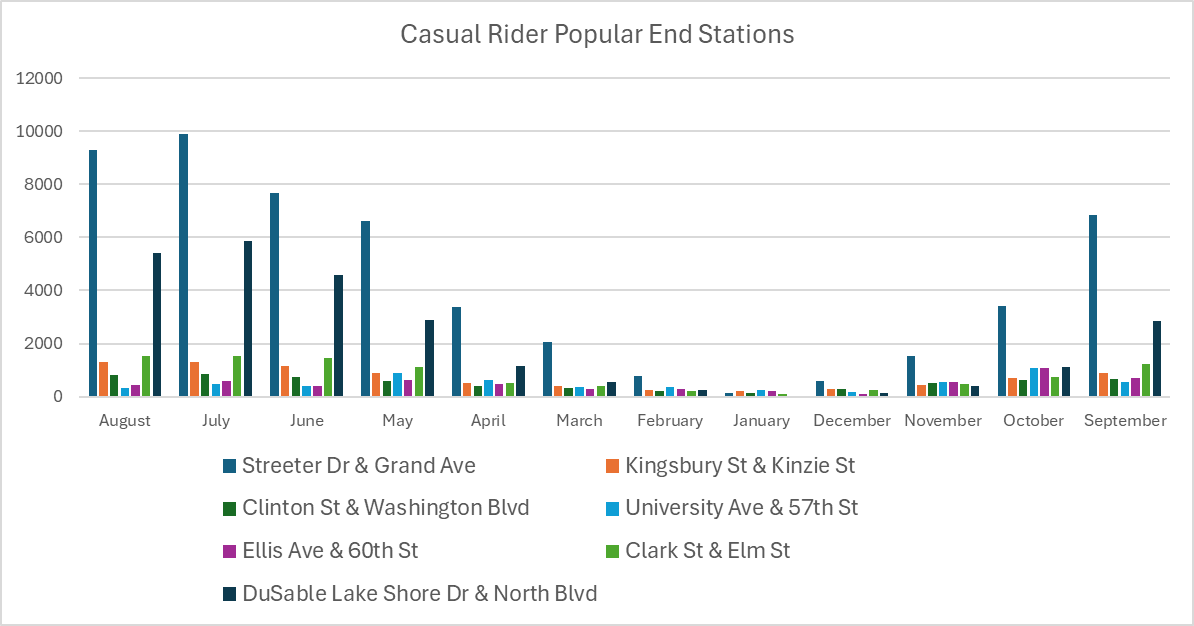 Casual Rider Popular End Stations
12000
10000
8000
6000
4000
2000
0
August July June May April March February January December November October September
Streeter Dr & Grand Ave Kingsbury St & Kinzie St
Clinton St & Washington Blvd University Ave & 57th St
Ellis Ave & 60th St Clark St & Elm St
DuSable Lake Shore Dr & North Blvd